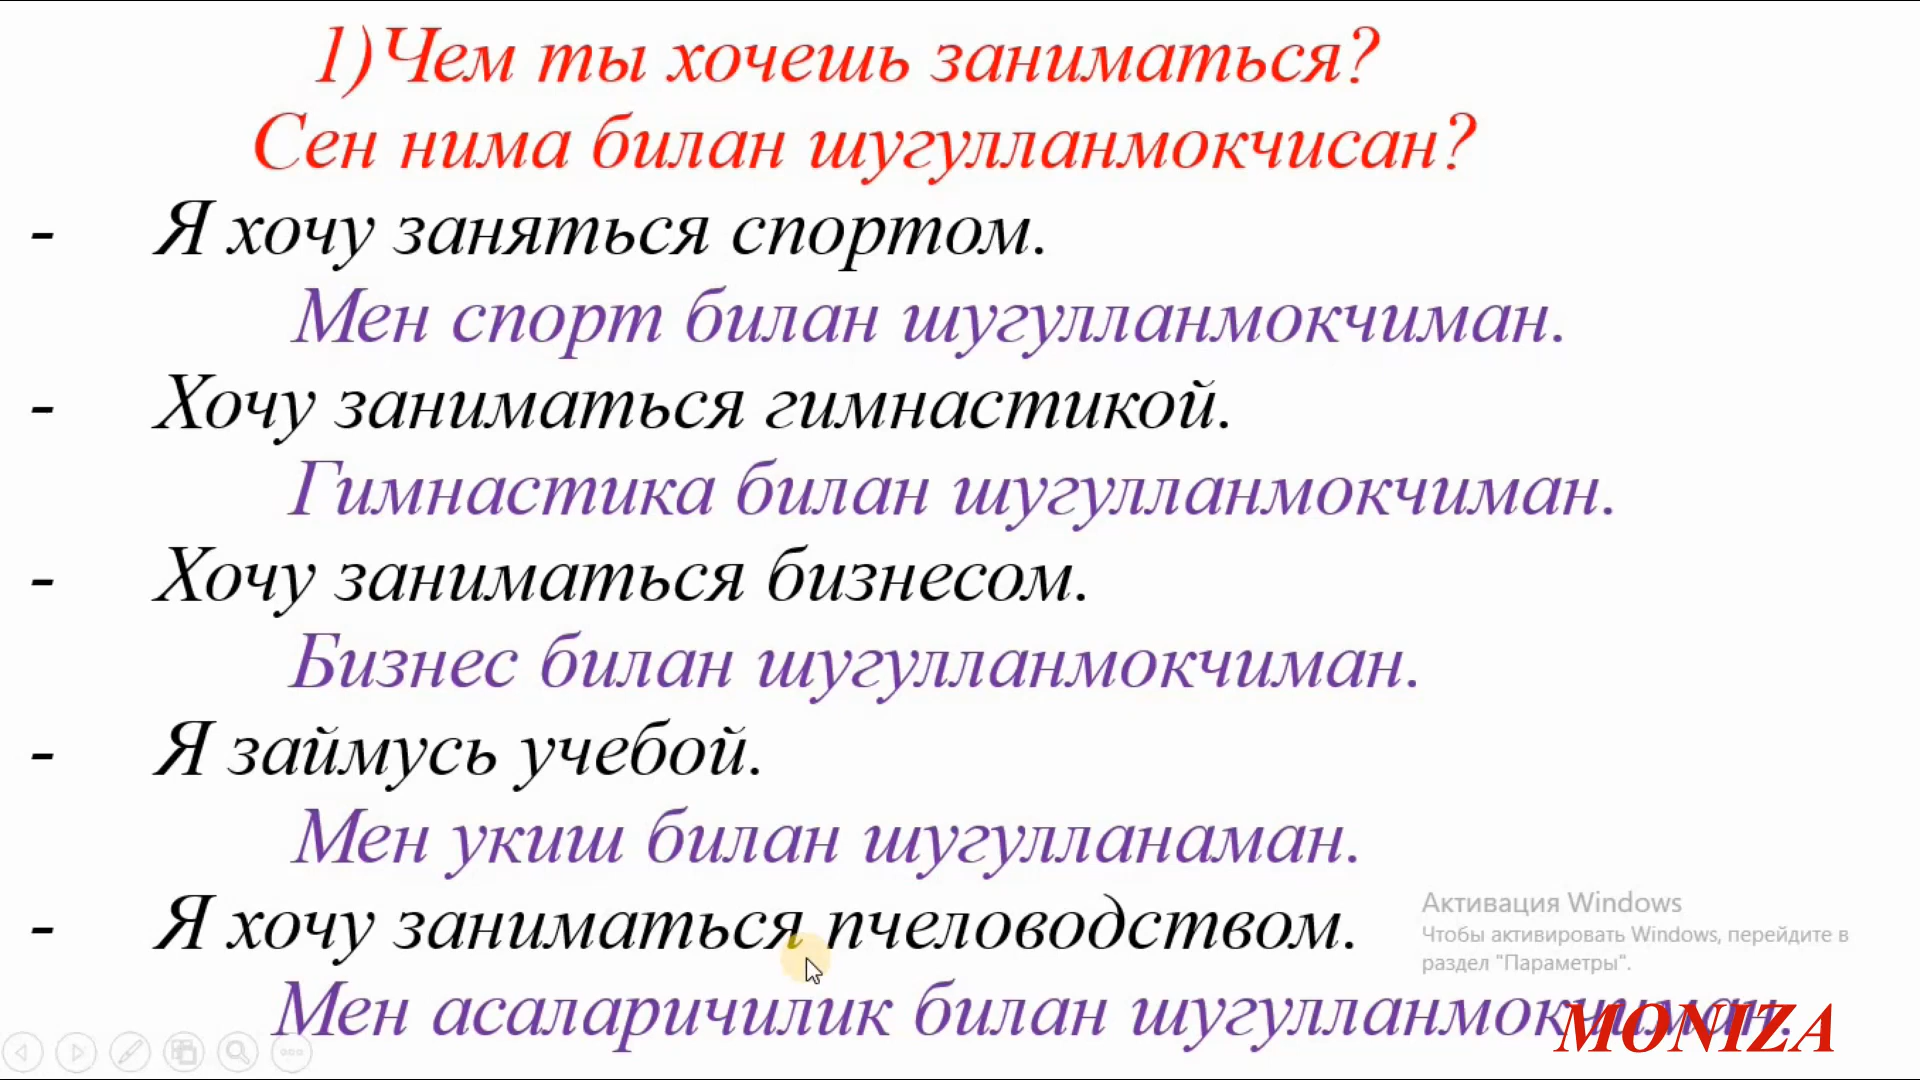 1)Чем ты хочешь заниматься?
Сен нима билан шугулланмокчисан?
- Я хочу заняться спортом.
Мен спорт билан шугулланмокчиман.
- Хочу заниматься гимнастикой.
Гимнастика билан шугулланмокчиман.
- Хочу заниматься бизнесом.
Бизнес билан шугулланмокчиман.
- Я займусь учебой.
Мен укиш билан шугулланаман.
- Я хочу заниматься пчеловодством.
Мен асаларичилик билан шугулланмокчиман.
Активация Windows
Чтобы активировать Windows, перейдите в
раздел "Параметры".
MONIZA